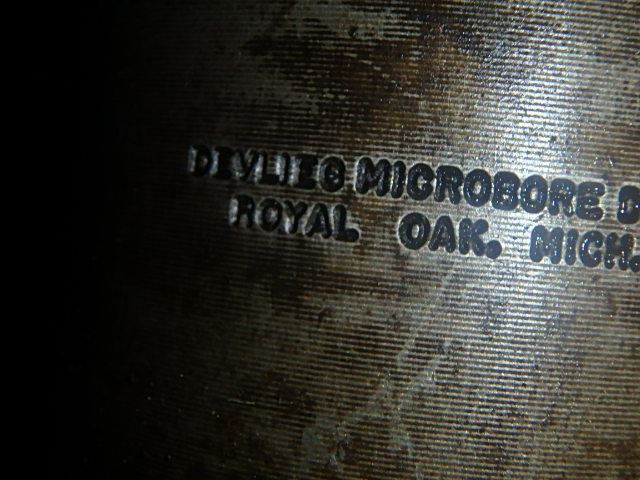 DEVLIEG MICROBORE D
ROYAL OAK. MICH.